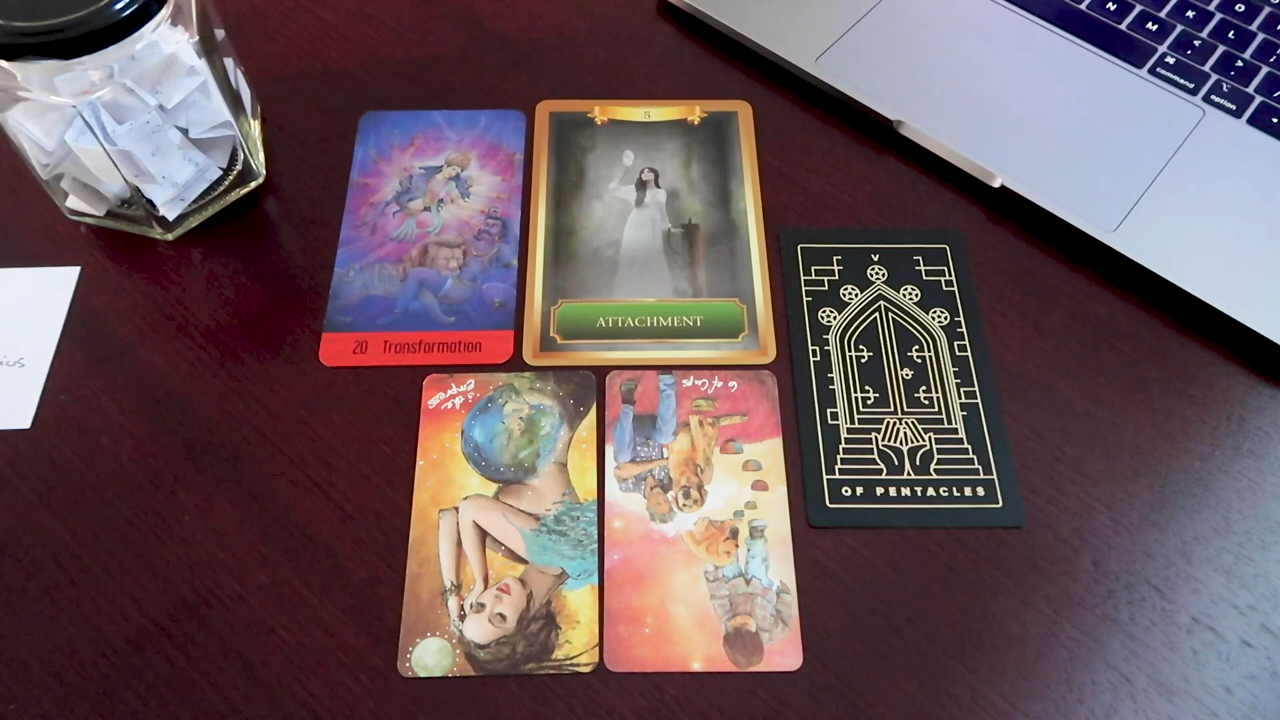 5
ATTACHMENT
20 Transformation
V
OF PENTACLES
the
empress
6 of Cups
N
M
K
L
O
<
>
command
option
⌘
⌥